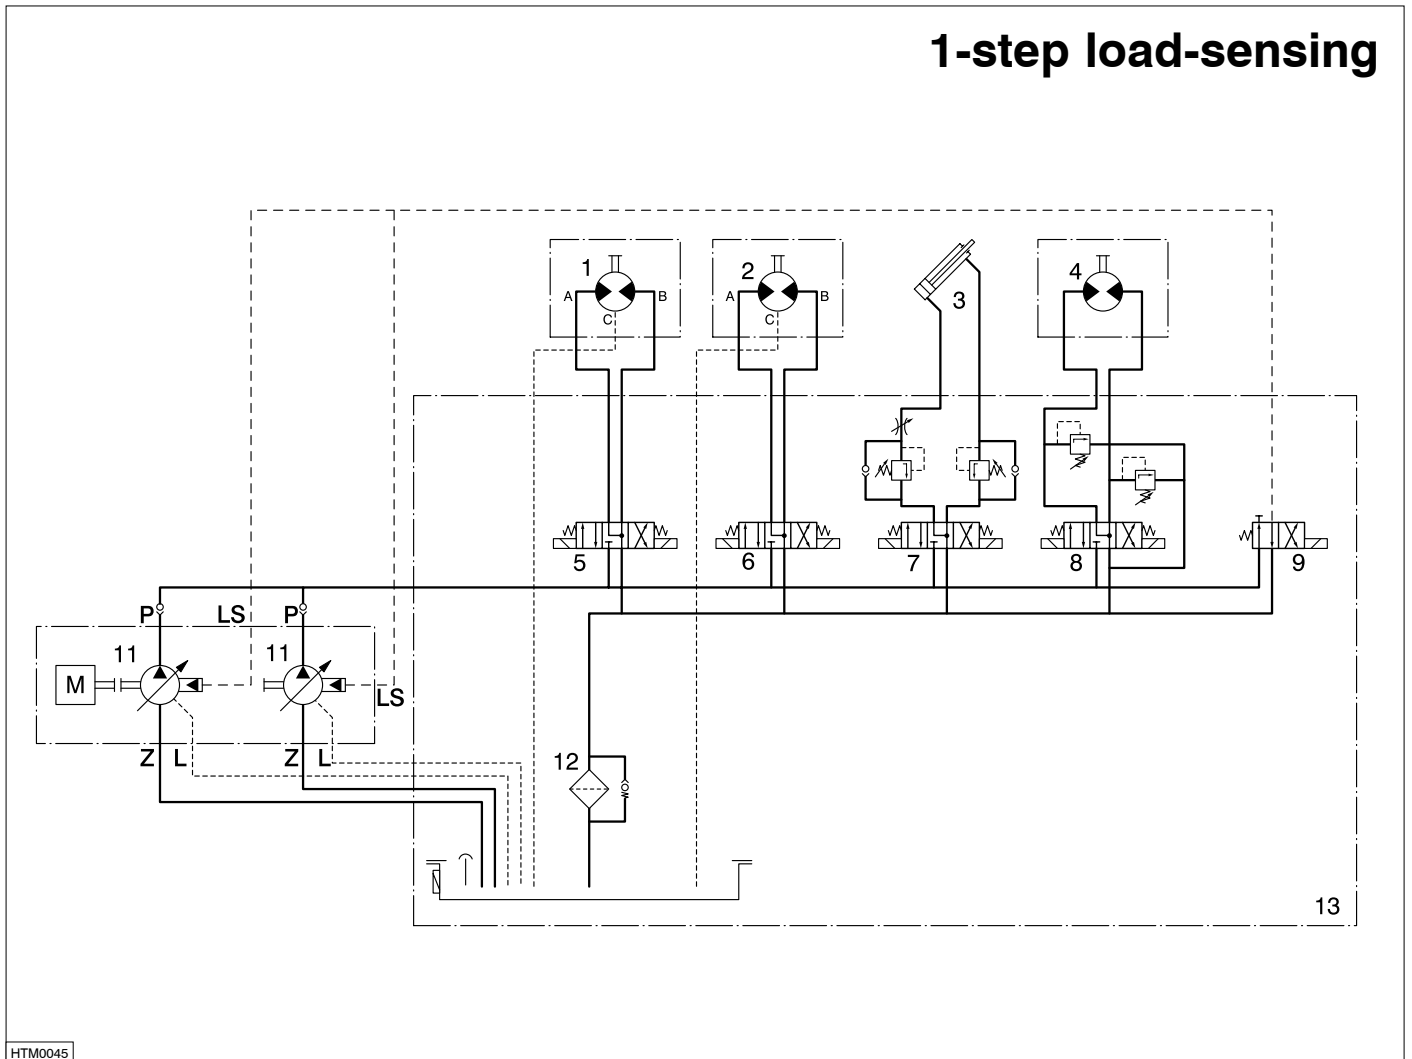 1-step load-sensing
1 2 3 4
A B C
A B C
5 6 7 8 9
P LS P
11 11
M
LS
Z L Z L
12
13
HTM0045